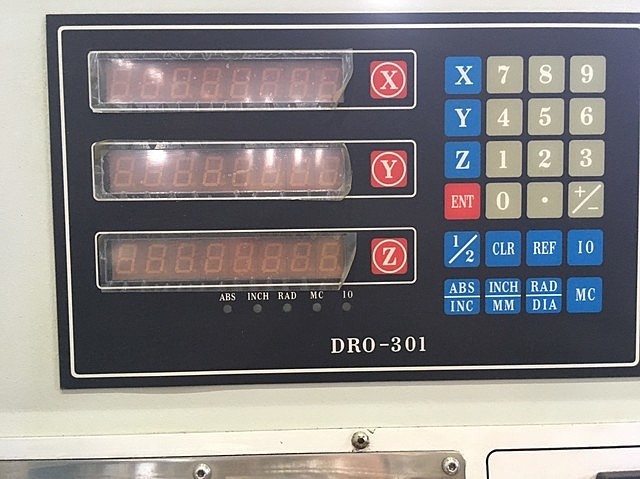 X X 7 8 9
Y 4 5 6
Y Z 1 2 3
ENT 0 . +/−
Z 1/2 CLR REF IO
ABS INCH RAD MC IO
ABS/INC INCH/MM RAD/DIA MC
DRO-301